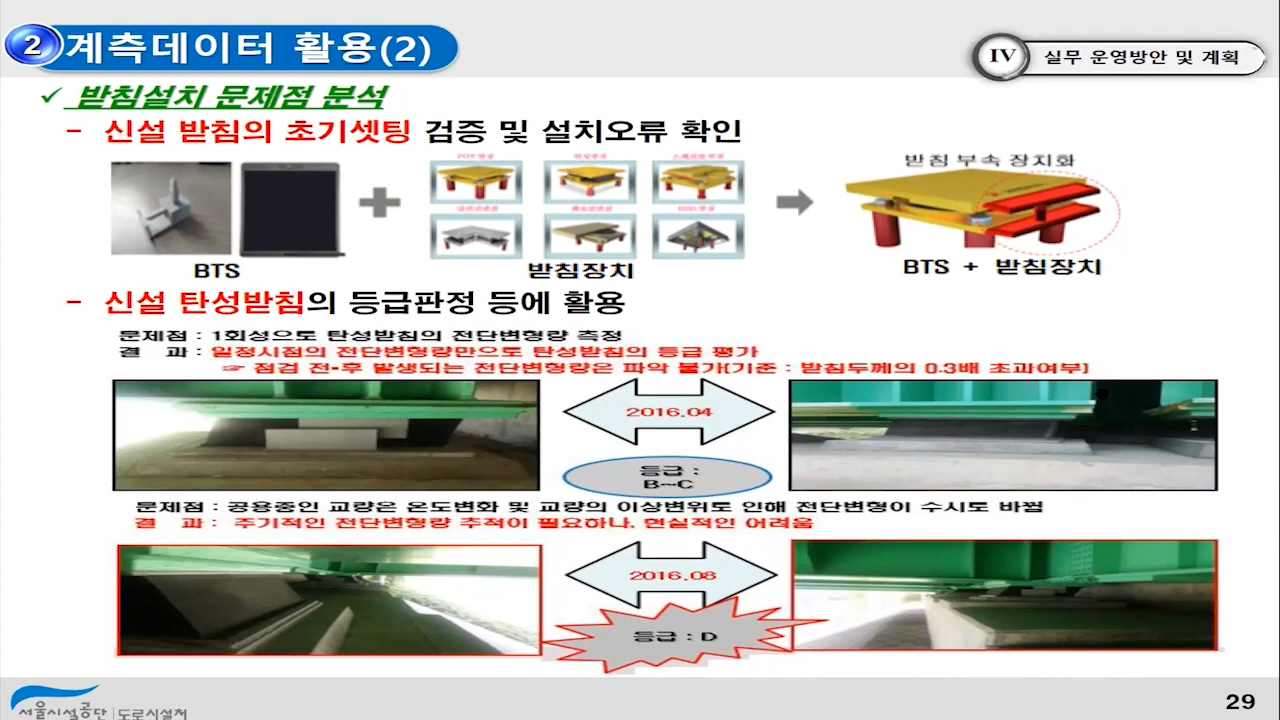 2 계측데이터 활용(2)
IV 실무 운영방안 및 계획
✓ 받침설치 문제점 분석
- 신설 받침의 초기셋팅 검증 및 설치오류 확인
받침 부속 장치화
BTS
받침장치
BTS + 받침장치
- 신설 탄성받침의 등급판정 등에 활용
문제점 : 1회성으로 탄성받침의 전단변형량 측정
결 과 : 일정시점의 전단변형량만으로 탄성받침의 등급 평가
☞ 점검 전·후 발생되는 전단변형량은 파악 불가(기준 : 받침두께의 0.3배 초과여부)
2016.04
등급 :
B~C
문제점 : 공용중인 교량은 온도변화 및 교량의 이상변위로 인해 전단변형이 수시로 바뀜
결 과 : 주기적인 전단변형량 추적이 필요하나, 현실적인 어려움
2016.08
등급 : D
서울시설공단 도로시설처
29